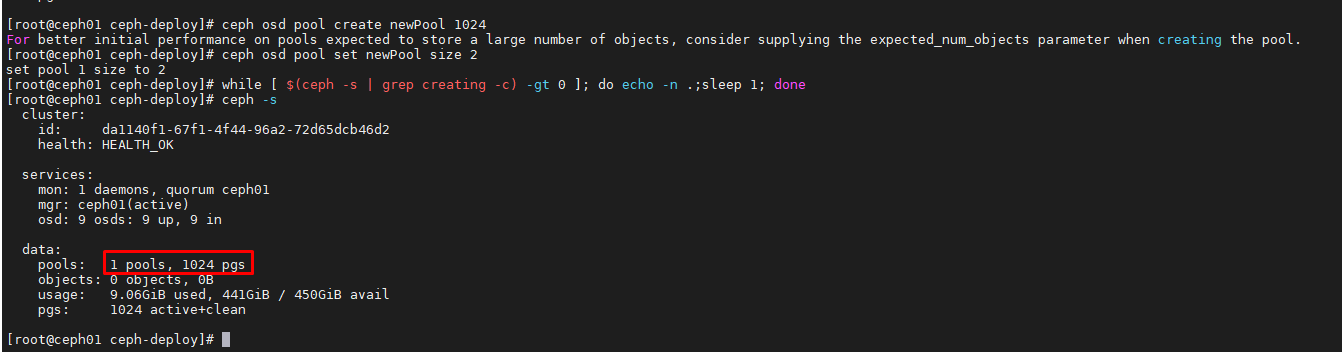 [root@ceph01 ceph-deploy]# ceph osd pool create newPool 1024
For better initial performance on pools expected to store a large number of objects, consider supplying the expected_num_objects parameter when creating the pool.
[root@ceph01 ceph-deploy]# ceph osd pool set newPool size 2
set pool 1 size to 2
[root@ceph01 ceph-deploy]# while [ $(ceph -s | grep creating -c) -gt 0 ]; do echo -n .;sleep 1; done
[root@ceph01 ceph-deploy]# ceph -s
cluster:
id: da1140f1-67f1-4f44-96a2-72d65dcb46d2
health: HEALTH_OK
services:
mon: 1 daemons, quorum ceph01
mgr: ceph01(active)
osd: 9 osds: 9 up, 9 in
data:
pools: 1 pools, 1024 pgs
objects: 0 objects, 0B
usage: 9.06GiB used, 441GiB / 450GiB avail
pgs: 1024 active+clean
[root@ceph01 ceph-deploy]#